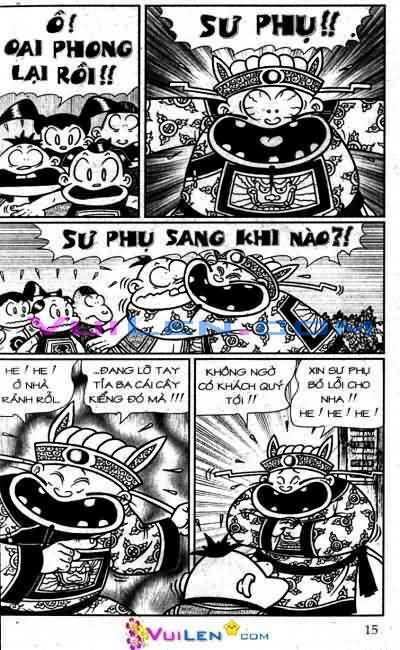 Ồ!
OAI PHONG
LẠI RỒI!!
SƯ PHỤ!!
SƯ PHỤ SANG KHI NÀO?!
VUILEN.COM
HE! HE!
Ở NHÀ
RẢNH RỖI..
...ĐANG LỠ TAY
TỈA BA CÁI CÂY
KIỂNG ĐÓ MÀ!!!
KHÔNG NGỜ
CÓ KHÁCH QUÝ
TỚI!!
XIN SƯ PHỤ
BỎ LỖI CHO
NHA!!
HE! HE! HE!
15
VUILEN.COM